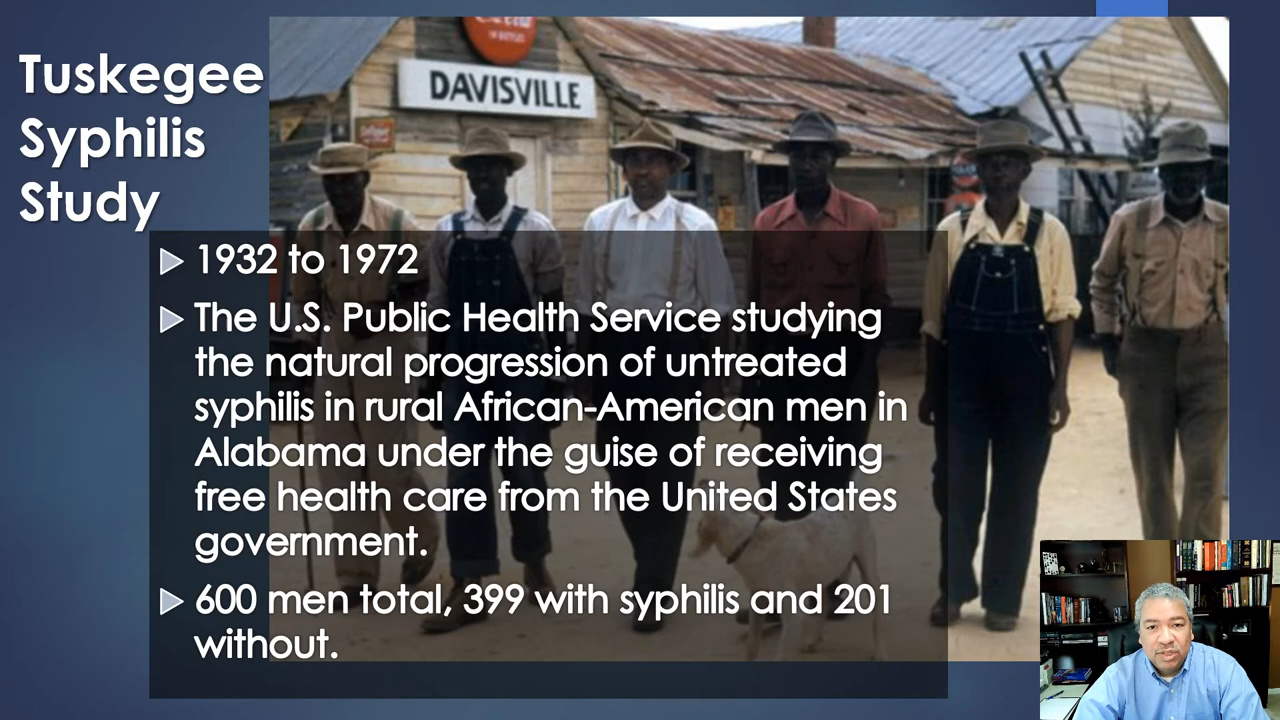 Tuskegee
Syphilis
Study
DAVISVILLE
1932 to 1972
The U.S. Public Health Service studying
the natural progression of untreated
syphilis in rural African-American men in
Alabama under the guise of receiving
free health care from the United States
government.
600 men total, 399 with syphilis and 201
without.